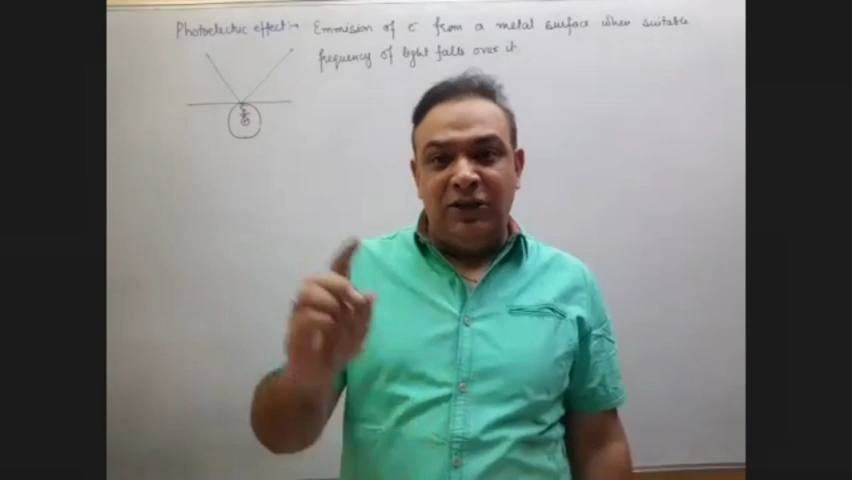 Photoelectric effect:→ Emmision of e⁻ from a metal surface when suitable
frequency of light falls over it